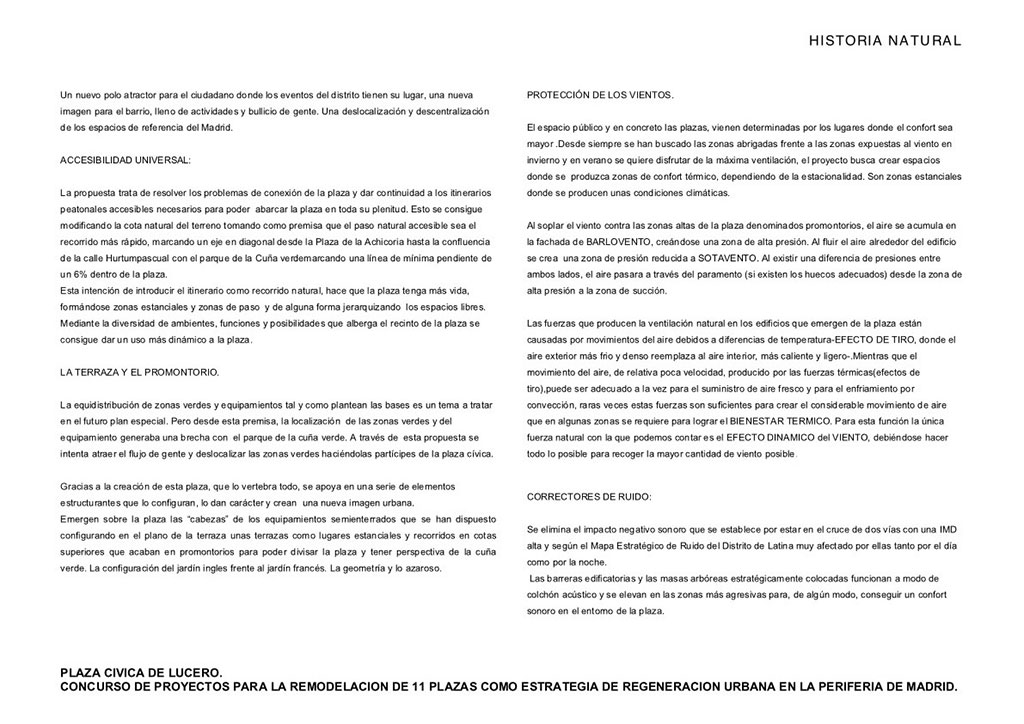 HISTORIA NATURAL
Un nuevo polo atractor para el ciudadano donde los eventos del distrito tienen su lugar, una nueva
imagen para el barrio, lleno de actividades y bullicio de gente. Una deslocalización y descentralización
de los espacios de referencia del Madrid.
ACCESIBILIDAD UNIVERSAL:
La propuesta trata de resolver los problemas de conexión de la plaza y dar continuidad a los itinerarios
peatonales accesibles necesarios para poder abarcar la plaza en toda su plenitud. Esto se consigue
modificando la cota natural del terreno tomando como premisa que el paso natural accesible sea el
recorrido más rápido, marcando un eje en diagonal desde la Plaza de la Achicoria hasta la confluencia
de la calle Hurtumpascual con el parque de la Cuña verdemarcando una línea de mínima pendiente de
un 6% dentro de la plaza.
Esta intención de introducir el itinerario como recorrido natural, hace que la plaza tenga más vida,
formándose zonas estanciales y zonas de paso y de alguna forma jerarquizando los espacios libres.
Mediante la diversidad de ambientes, funciones y posibilidades que alberga el recinto de la plaza se
consigue dar un uso más dinámico a la plaza.
LA TERRAZA Y EL PROMONTORIO.
La equidistribución de zonas verdes y equipamientos tal y como plantean las bases es un tema a tratar
en el futuro plan especial. Pero desde esta premisa, la localización de las zonas verdes y del
equipamiento generaba una brecha con el parque de la cuña verde. A través de esta propuesta se
intenta atraer el flujo de gente y deslocalizar las zonas verdes haciéndolas partícipes de la plaza cívica.
Gracias a la creación de esta plaza, que lo vertebra todo, se apoya en una serie de elementos
estructurantes que lo configuran, lo dan carácter y crean una nueva imagen urbana.
Emergen sobre la plaza las “cabezas” de los equipamientos semienterrados que se han dispuesto
configurando en el plano de la terraza unas terrazas como lugares estanciales y recorridos en cotas
superiores que acaban en promontorios para poder divisar la plaza y tener perspectiva de la cuña
verde. La configuración del jardín ingles frente al jardín francés. La geometría y lo azaroso.
PROTECCIÓN DE LOS VIENTOS.
El espacio público y en concreto las plazas, vienen determinadas por los lugares donde el confort sea
mayor .Desde siempre se han buscado las zonas abrigadas frente a las zonas expuestas al viento en
invierno y en verano se quiere disfrutar de la máxima ventilación, el proyecto busca crear espacios
donde se produzca zonas de confort térmico, dependiendo de la estacionalidad. Son zonas estanciales
donde se producen unas condiciones climáticas.
Al soplar el viento contra las zonas altas de la plaza denominados promontorios, el aire se acumula en
la fachada de BARLOVENTO, creándose una zona de alta presión. Al fluir el aire alrededor del edificio
se crea una zona de presión reducida a SOTAVENTO. Al existir una diferencia de presiones entre
ambos lados, el aire pasara a través del paramento (si existen los huecos adecuados) desde la zona de
alta presión a la zona de succión.
Las fuerzas que producen la ventilación natural en los edificios que emergen de la plaza están
causadas por movimientos del aire debidos a diferencias de temperatura-EFECTO DE TIRO, donde el
aire exterior más frio y denso reemplaza al aire interior, más caliente y ligero-.Mientras que el
movimiento del aire, de relativa poca velocidad, producido por las fuerzas térmicas(efectos de
tiro),puede ser adecuado a la vez para el suministro de aire fresco y para el enfriamiento por
convección, raras veces estas fuerzas son suficientes para crear el considerable movimiento de aire
que en algunas zonas se requiere para lograr el BIENESTAR TERMICO. Para esta función la única
fuerza natural con la que podemos contar es el EFECTO DINAMICO del VIENTO, debiéndose hacer
todo lo posible para recoger la mayor cantidad de viento posible.
CORRECTORES DE RUIDO:
Se elimina el impacto negativo sonoro que se establece por estar en el cruce de dos vías con una IMD
alta y según el Mapa Estratégico de Ruido del Distrito de Latina muy afectado por ellas tanto por el día
como por la noche.
Las barreras edificatorias y las masas arbóreas estratégicamente colocadas funcionan a modo de
colchón acústico y se elevan en las zonas más agresivas para, de algún modo, conseguir un confort
sonoro en el entorno de la plaza.
PLAZA CIVICA DE LUCERO.
CONCURSO DE PROYECTOS PARA LA REMODELACION DE 11 PLAZAS COMO ESTRATEGIA DE REGENERACION URBANA EN LA PERIFERIA DE MADRID.